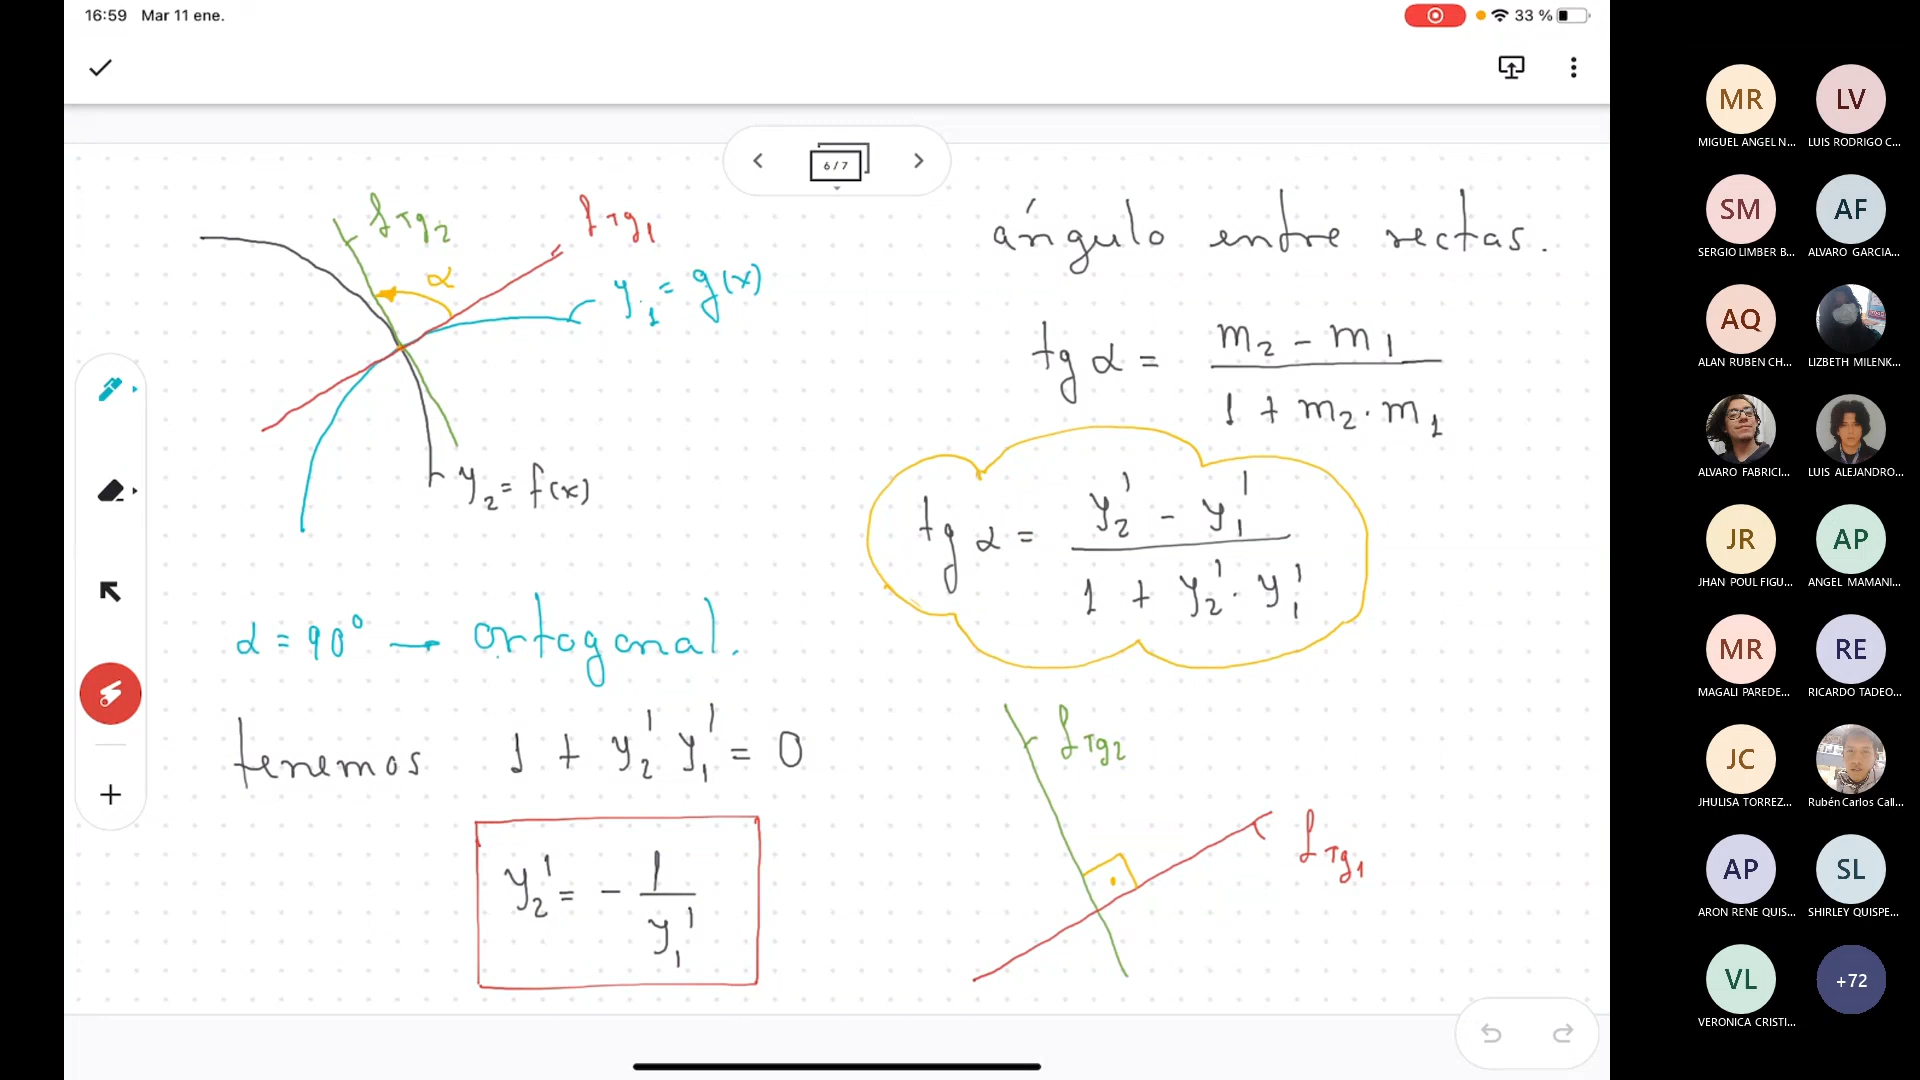 16:59 Mar 11 ene.
33 %
6 / 7
L Tg2
L Tg1
α
y1 = g(x)
y2 = f(x)
ángulo entre rectas.
tg α = (m2 - m1) / (1 + m2 . m1)
tg α = (y2' - y1') / (1 + y2' . y1')
α = 90° → ortogonal.
tenemos 1 + y2' y1' = 0
y2' = - 1 / y1'
L Tg2
L Tg1
MR
LV
MIGUEL ANGEL N...
LUIS RODRIGO C...
SM
AF
SERGIO LIMBER B...
ALVARO GARCIA...
AQ
ALAN RUBEN CH...
LIZBETH MILENK...
ALVARO FABRICI...
LUIS ALEJANDRO...
JR
AP
JHAN POUL FIGU...
ANGEL MAMANI...
MR
RE
MAGALI PAREDE...
RICARDO TADEO...
JC
JHULISA TORREZ...
Rubén Carlos Call...
AP
SL
ARON RENE QUIS...
SHIRLEY QUISPE...
VL
+72
VERONICA CRISTI...